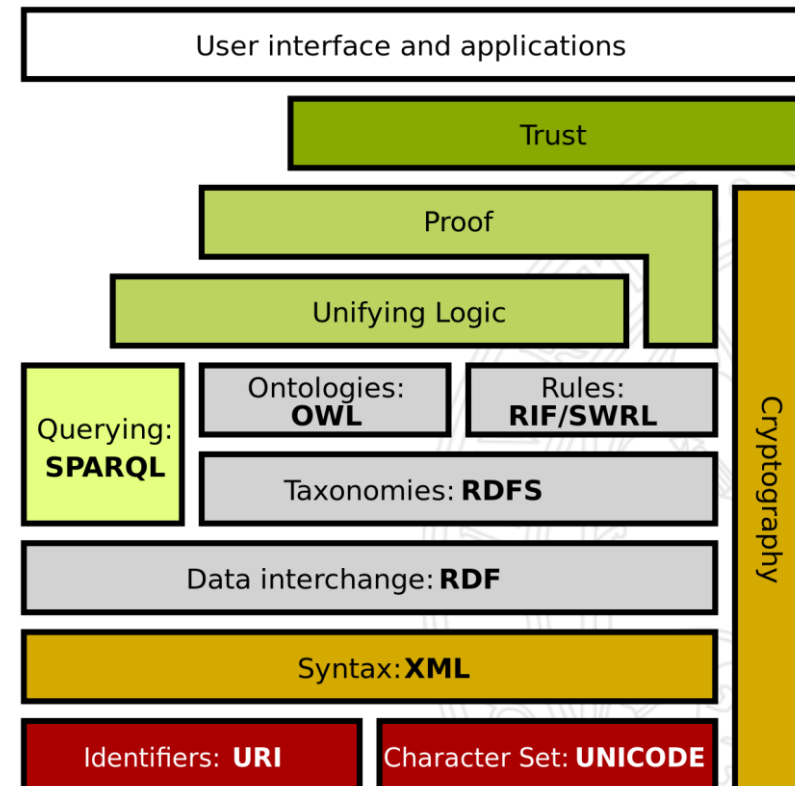 User interface and applications
Trust
Proof
Unifying Logic
Querying:
SPARQL
Ontologies:
OWL
Rules:
RIF/SWRL
Taxonomies: RDFS
Data interchange: RDF
Syntax: XML
Identifiers: URI
Character Set: UNICODE
Cryptography